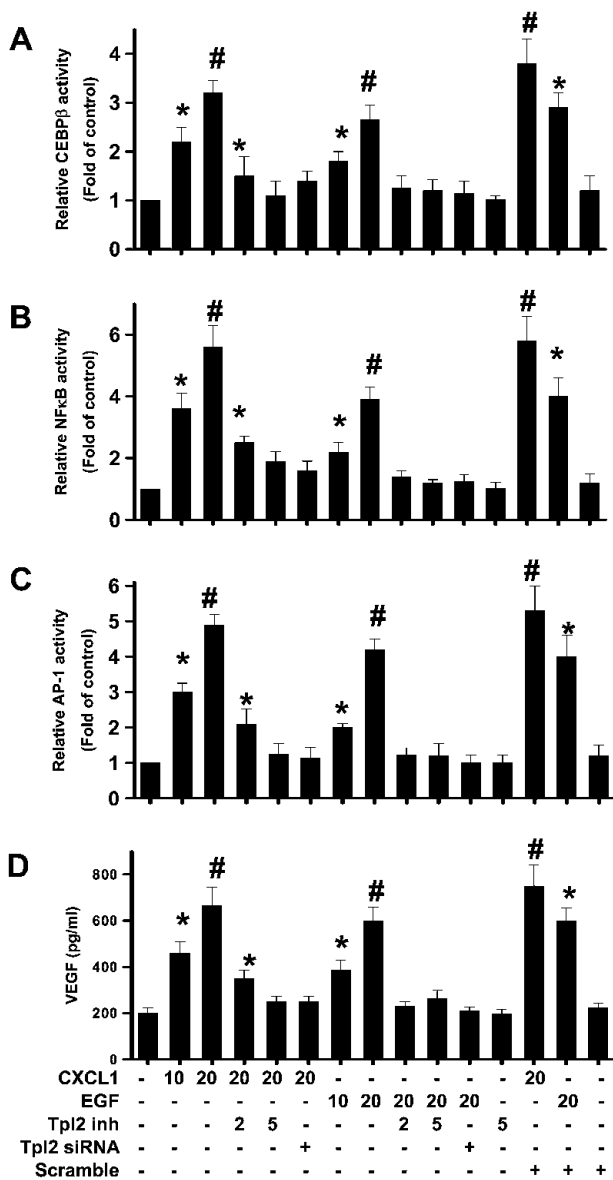 A
Relative CEBPβ activity
(Fold of control)
4
3
2
1
0
* # * * # # *
B
Relative NFκB activity
(Fold of control)
6
4
2
0
* # * * # # *
C
Relative AP-1 activity
(Fold of control)
6
5
4
3
2
1
0
* # * * # # *
D
VEGF (pg/ml)
800
600
400
200
0
* # * * # # *
CXCL1 - 10 20 20 20 20 - - - - - - 20 - -
EGF - - - - - - 10 20 20 20 20 - - 20 -
Tpl2 inh - - - 2 5 - - - 2 5 - 5 - - -
Tpl2 siRNA - - - - - + - - - - + - - - -
Scramble - - - - - - - - - - - - + + +